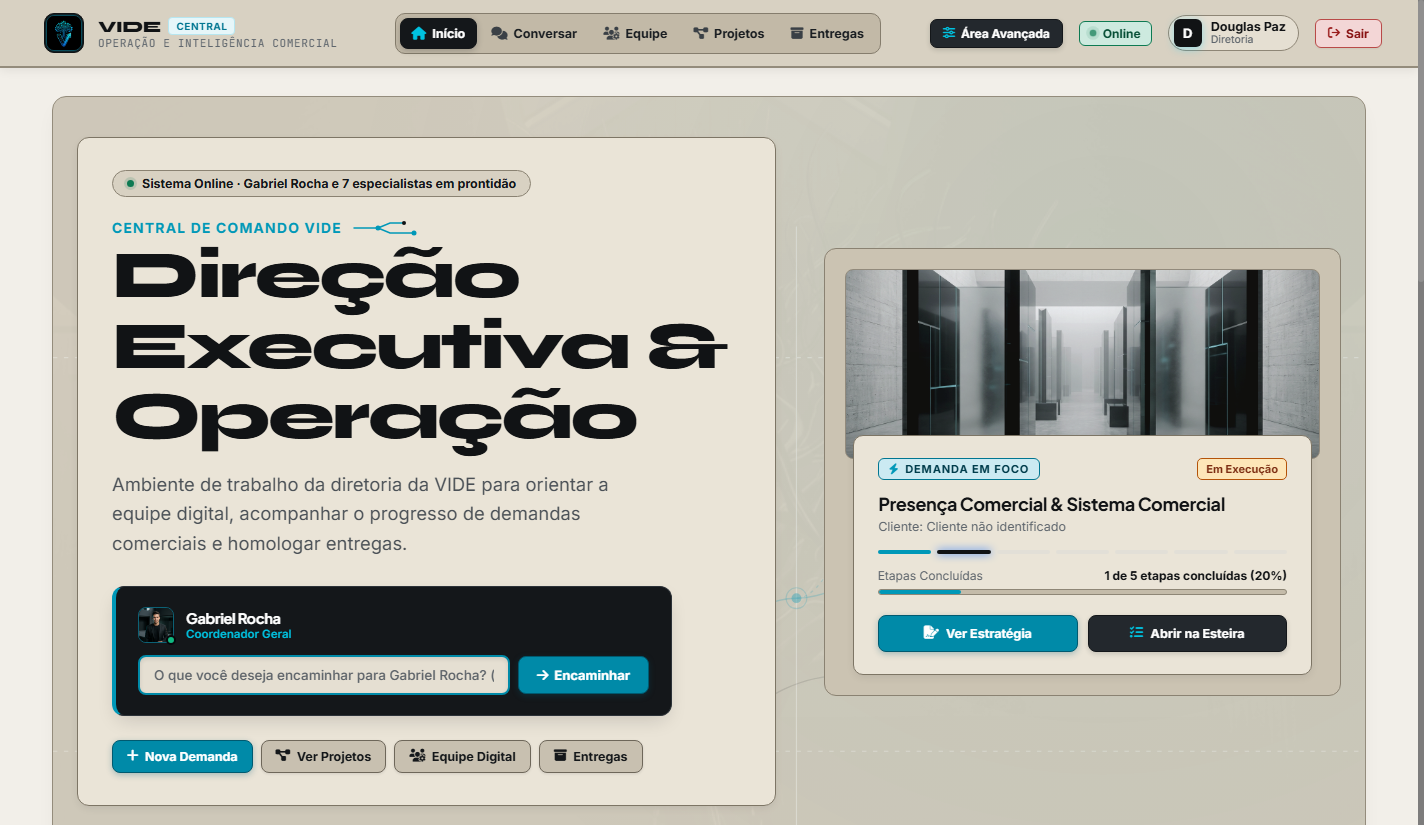 VIDE CENTRAL
OPERAÇÃO E INTELIGÊNCIA COMERCIAL
Início
Conversar
Equipe
Projetos
Entregas
Área Avançada
Online
D
Douglas Paz
Diretoria
Sair
Sistema Online · Gabriel Rocha e 7 especialistas em prontidão
CENTRAL DE COMANDO VIDE
Direção
Executiva &
Operação
Ambiente de trabalho da diretoria da VIDE para orientar a
equipe digital, acompanhar o progresso de demandas
comerciais e homologar entregas.
Gabriel Rocha
Coordenador Geral
O que você deseja encaminhar para Gabriel Rocha? (
Encaminhar
Nova Demanda
Ver Projetos
Equipe Digital
Entregas
DEMANDA EM FOCO
Em Execução
Presença Comercial & Sistema Comercial
Cliente: Cliente não identificado
Etapas Concluídas
1 de 5 etapas concluídas (20%)
Ver Estratégia
Abrir na Esteira